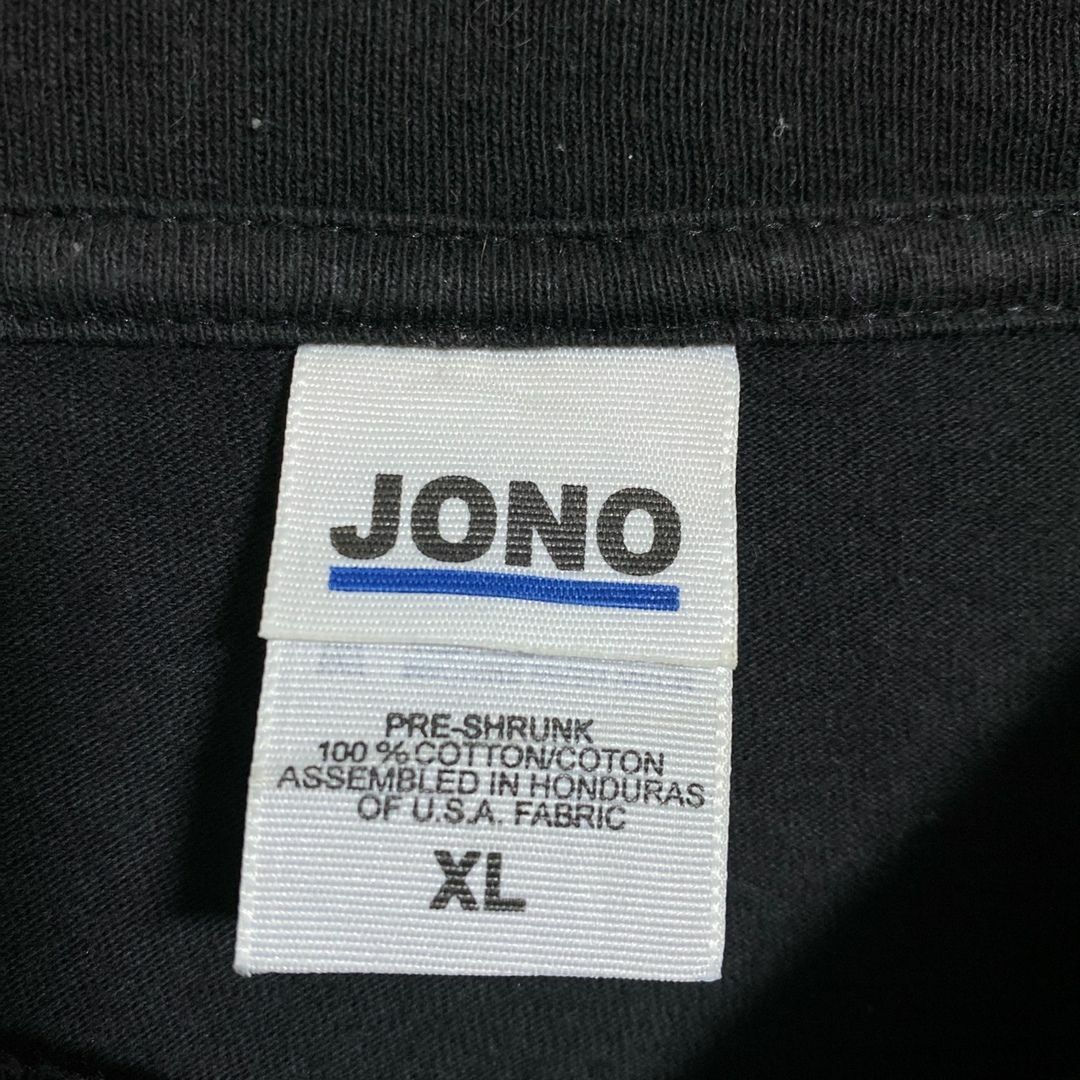 JONO
PRE-SHRUNK
100 % COTTON/COTON
ASSEMBLED IN HONDURAS
OF U.S.A. FABRIC
XL